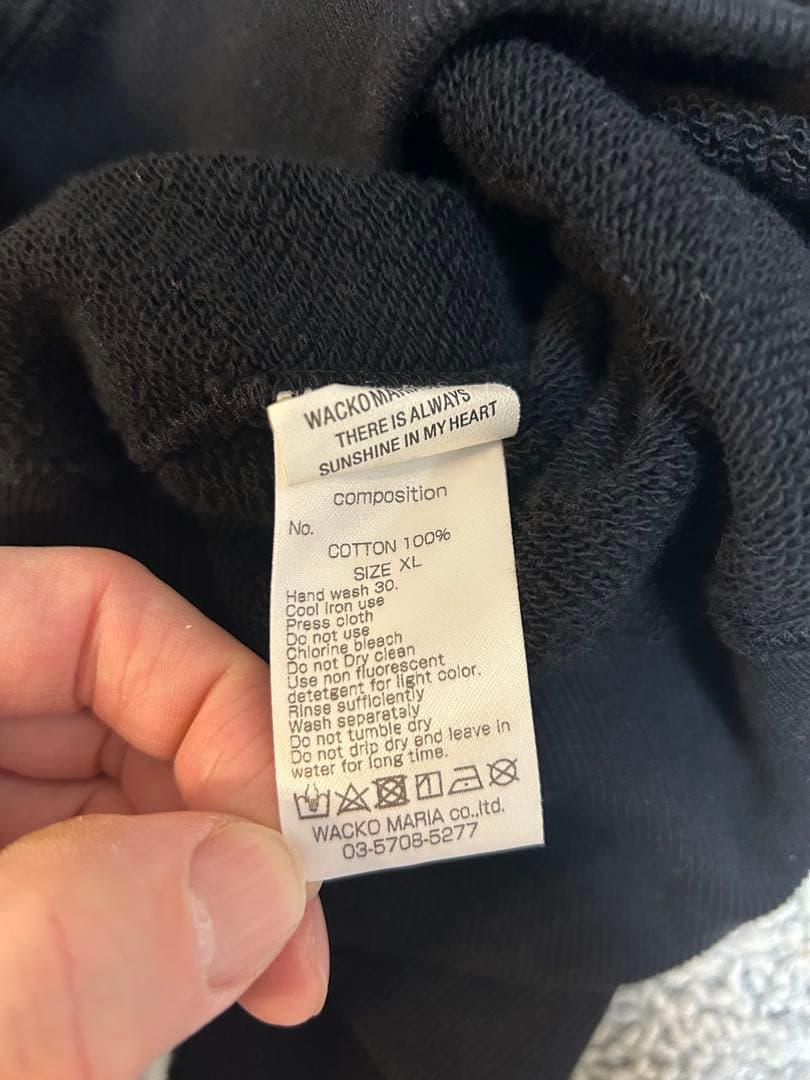 WACKO MARIA
THERE IS ALWAYS
SUNSHINE IN MY HEART
composition
No.
COTTON 100%
SIZE XL
Hand wash 30.
Cool iron use
Press cloth
Do not use
Chlorine bleach
Do not Dry clean
Use non fluorescent
detetgent for light color.
Rinse sufficiently
Wash separataly
Do not tumble dry
Do not drip dry and leave in
water for long time.
WACKO MARIA co.,ltd.
03-5708-5277